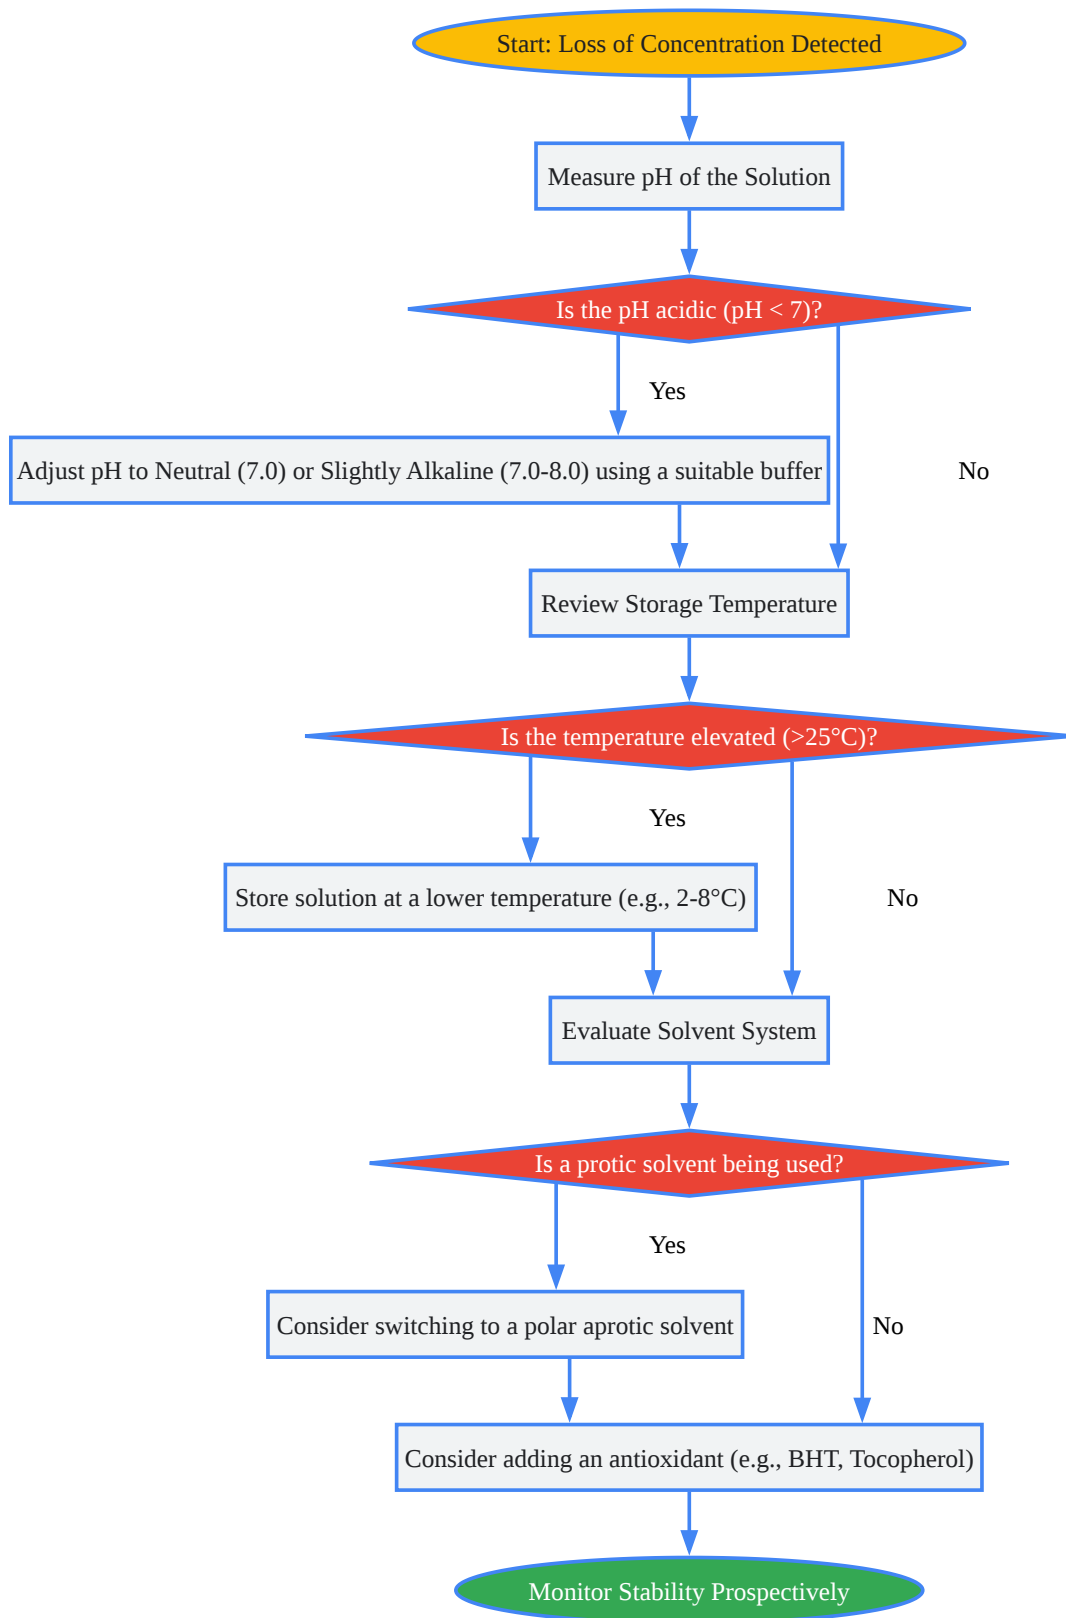 Start: Loss of Concentration Detected
Measure pH of the Solution
Is the pH acidic (pH < 7)?
Yes
Adjust pH to Neutral (7.0) or Slightly Alkaline (7.0-8.0) using a suitable buffer
No
Review Storage Temperature
Is the temperature elevated (>25°C)?
Yes
Store solution at a lower temperature (e.g., 2-8°C)
No
Evaluate Solvent System
Is a protic solvent being used?
Yes
Consider switching to a polar aprotic solvent
No
Consider adding an antioxidant (e.g., BHT, Tocopherol)
Monitor Stability Prospectively